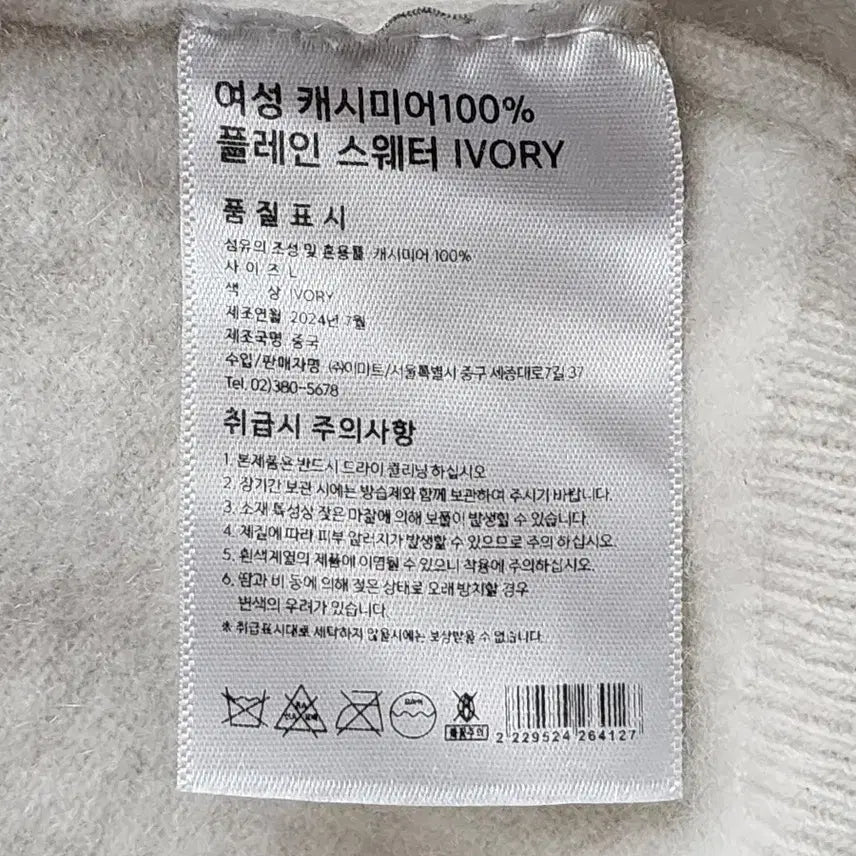 여성 캐시미어100%
플레인 스웨터 IVORY
품 질 표 시
섬유의 조성 및 혼용률 캐시미어 100%
사 이 즈 L
색 상 IVORY
제조연월 2024년 7월
제조국명 중국
수입/판매자명 (주)이마트/서울특별시 중구 세종대로7길 37
Tel. 02)380-5678
취급시 주의사항
1. 본제품은 반드시 드라이 클리닝 하십시오
2. 장기간 보관 시에는 방습제와 함께 보관하여 주시기 바랍니다.
3. 소재 특성상 잦은 마찰에 의해 보풀이 발생할 수 있습니다.
4. 체질에 따라 피부 알러지가 발생할 수 있으므로 주의 하십시오.
5. 흰색계열의 제품에 이염될 수 있으니 착용에 주의하십시오.
6. 땀과 비 등에 의해 젖은 상태로 오래 방치할 경우
변색의 우려가 있습니다.
※ 취급표시대로 세탁하지 않을시에는 보상받을 수 없습니다.
2 229524 264127